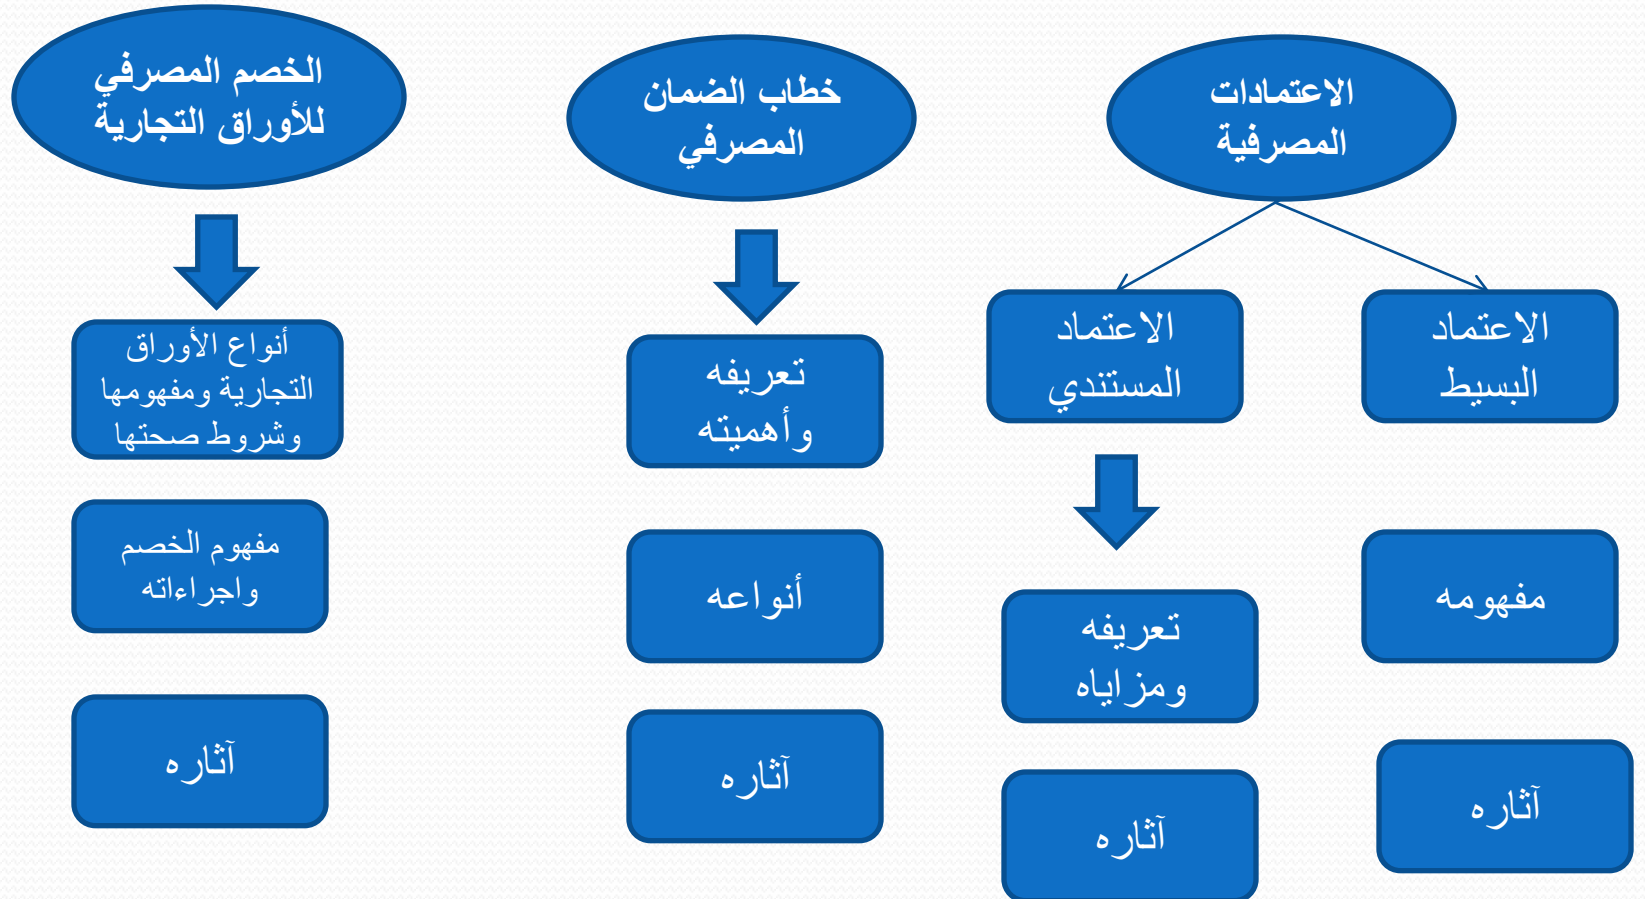 الاعتمادات
المصرفية
الاعتماد
البسيط
مفهومه
آثاره
الاعتماد
المستندي
تعريفه
ومزاياه
آثاره
خطاب الضمان
المصرفي
تعريفه
وأهميته
أنواعه
آثاره
الخصم المصرفي
للأوراق التجارية
أنواع الأوراق
التجارية ومفهومها
وشروط صحتها
مفهوم الخصم
واجراءاته
آثاره